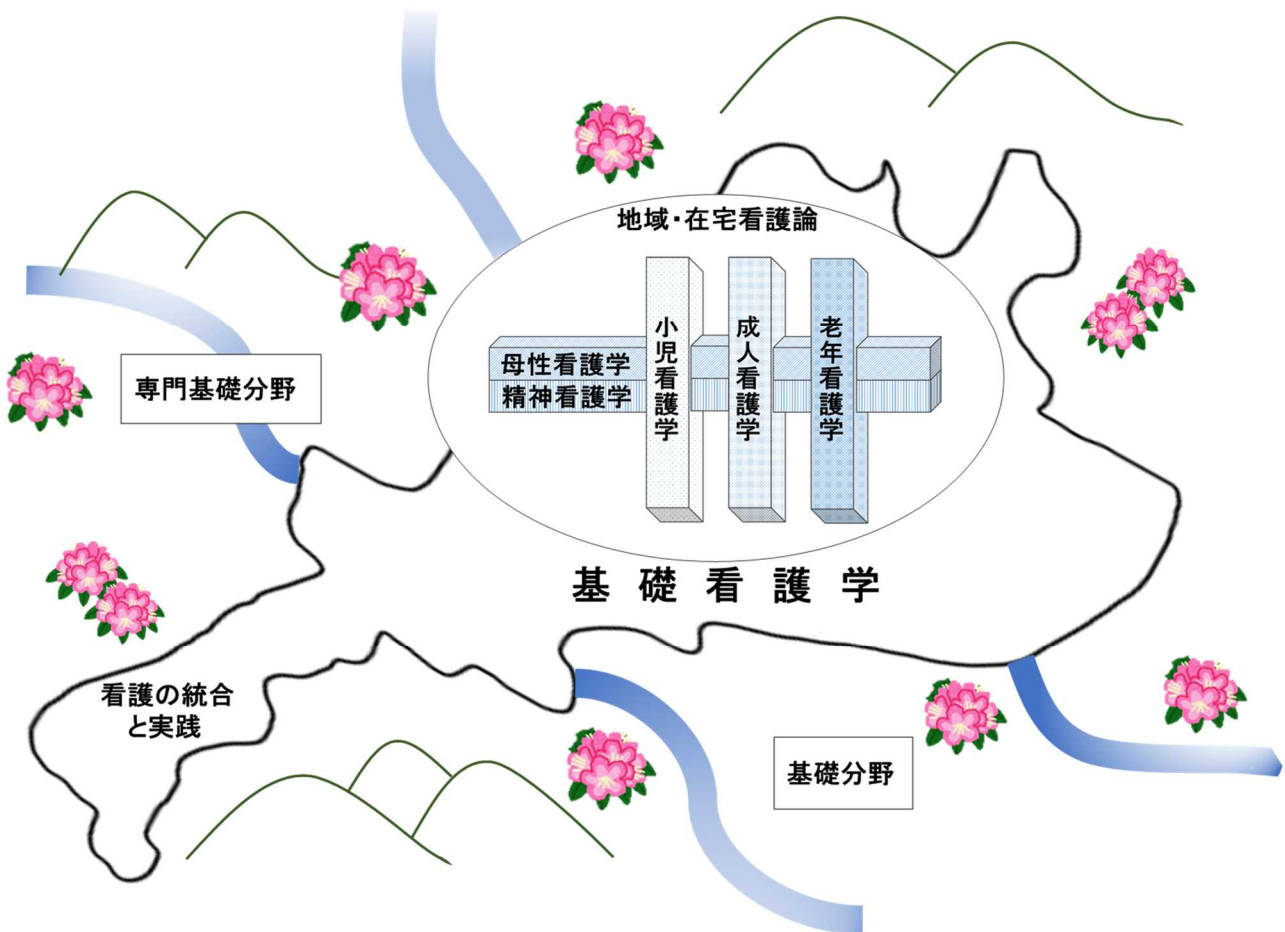 地域・在宅看護論
母性看護学
精神看護学
小児看護学
成人看護学
老年看護学
専門基礎分野
基礎看護学
看護の統合
と実践
基礎分野